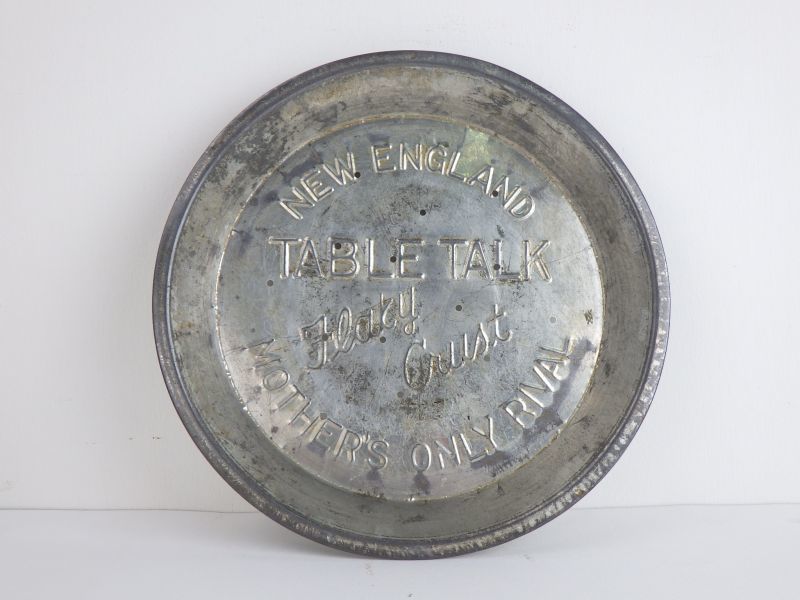 NEW ENGLAND
TABLE TALK
Flaky
Crust
MOTHER'S ONLY RIVAL